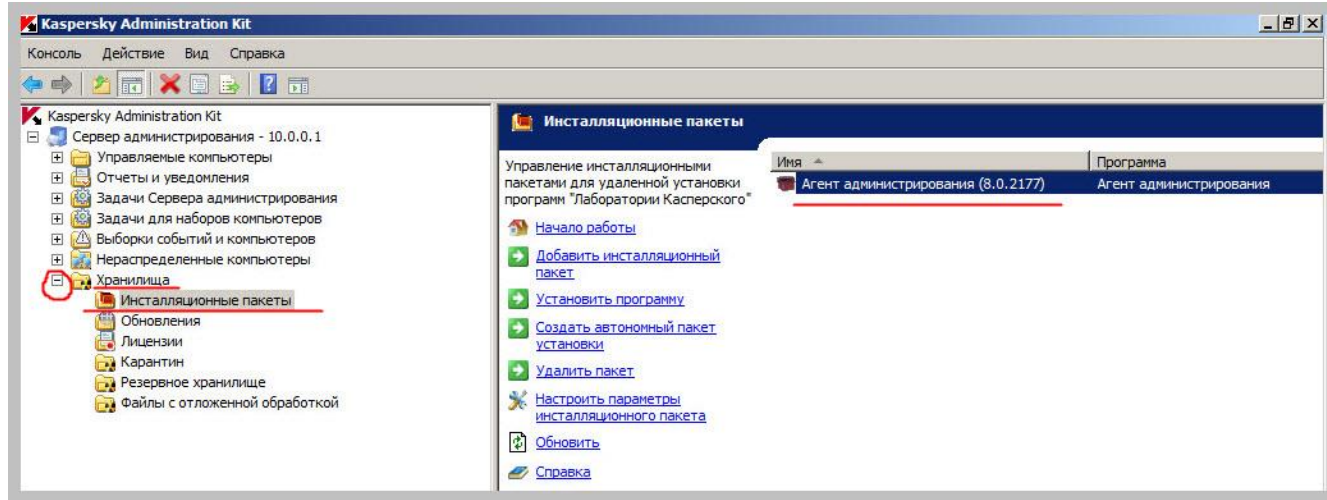 Kaspersky Administration Kit
Консоль Действие Вид Справка
Kaspersky Administration Kit
Сервер администрирования - 10.0.0.1
Управляемые компьютеры
Отчеты и уведомления
Задачи Сервера администрирования
Задачи для наборов компьютеров
Выборки событий и компьютеров
Нераспределенные компьютеры
Хранилища
Инсталляционные пакеты
Обновления
Лицензии
Карантин
Резервное хранилище
Файлы с отложенной обработкой
Инсталляционные пакеты
Управление инсталляционными
пакетами для удаленной установки
программ "Лаборатории Касперского"
Начало работы
Добавить инсталляционный
пакет
Установить программу
Создать автономный пакет
установки
Удалить пакет
Настроить параметры
инсталляционного пакета
Обновить
Справка
Имя Программа
Агент администрирования (8.0.2177) Агент администрирования